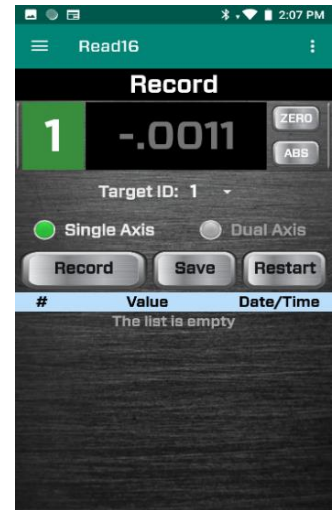 2:07 PM
Read16
Record
1 -.0011 ZERO
ABS
Target ID: 1
Single Axis Dual Axis
Record Save Restart
# Value Date/Time
The list is empty